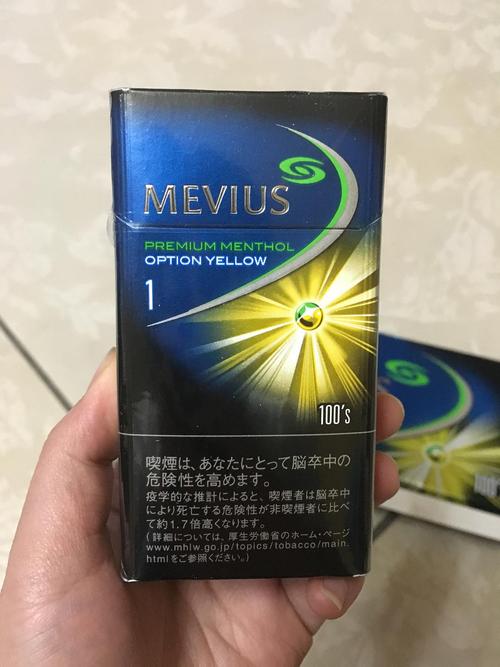 MEVIUS
PREMIUM MENTHOL
OPTION YELLOW
1
100's
喫煙は、あなたにとって脳卒中の
危険性を高めます。
疫学的な推計によると、喫煙者は脳卒中
により死亡する危険性が非喫煙者に比べ
て約1.7倍高くなります。
(詳細については、厚生労働省のホーム・ページ
www.mhlw.go.jp/topics/tobacco/main.
htmlをご参照ください。)
100's